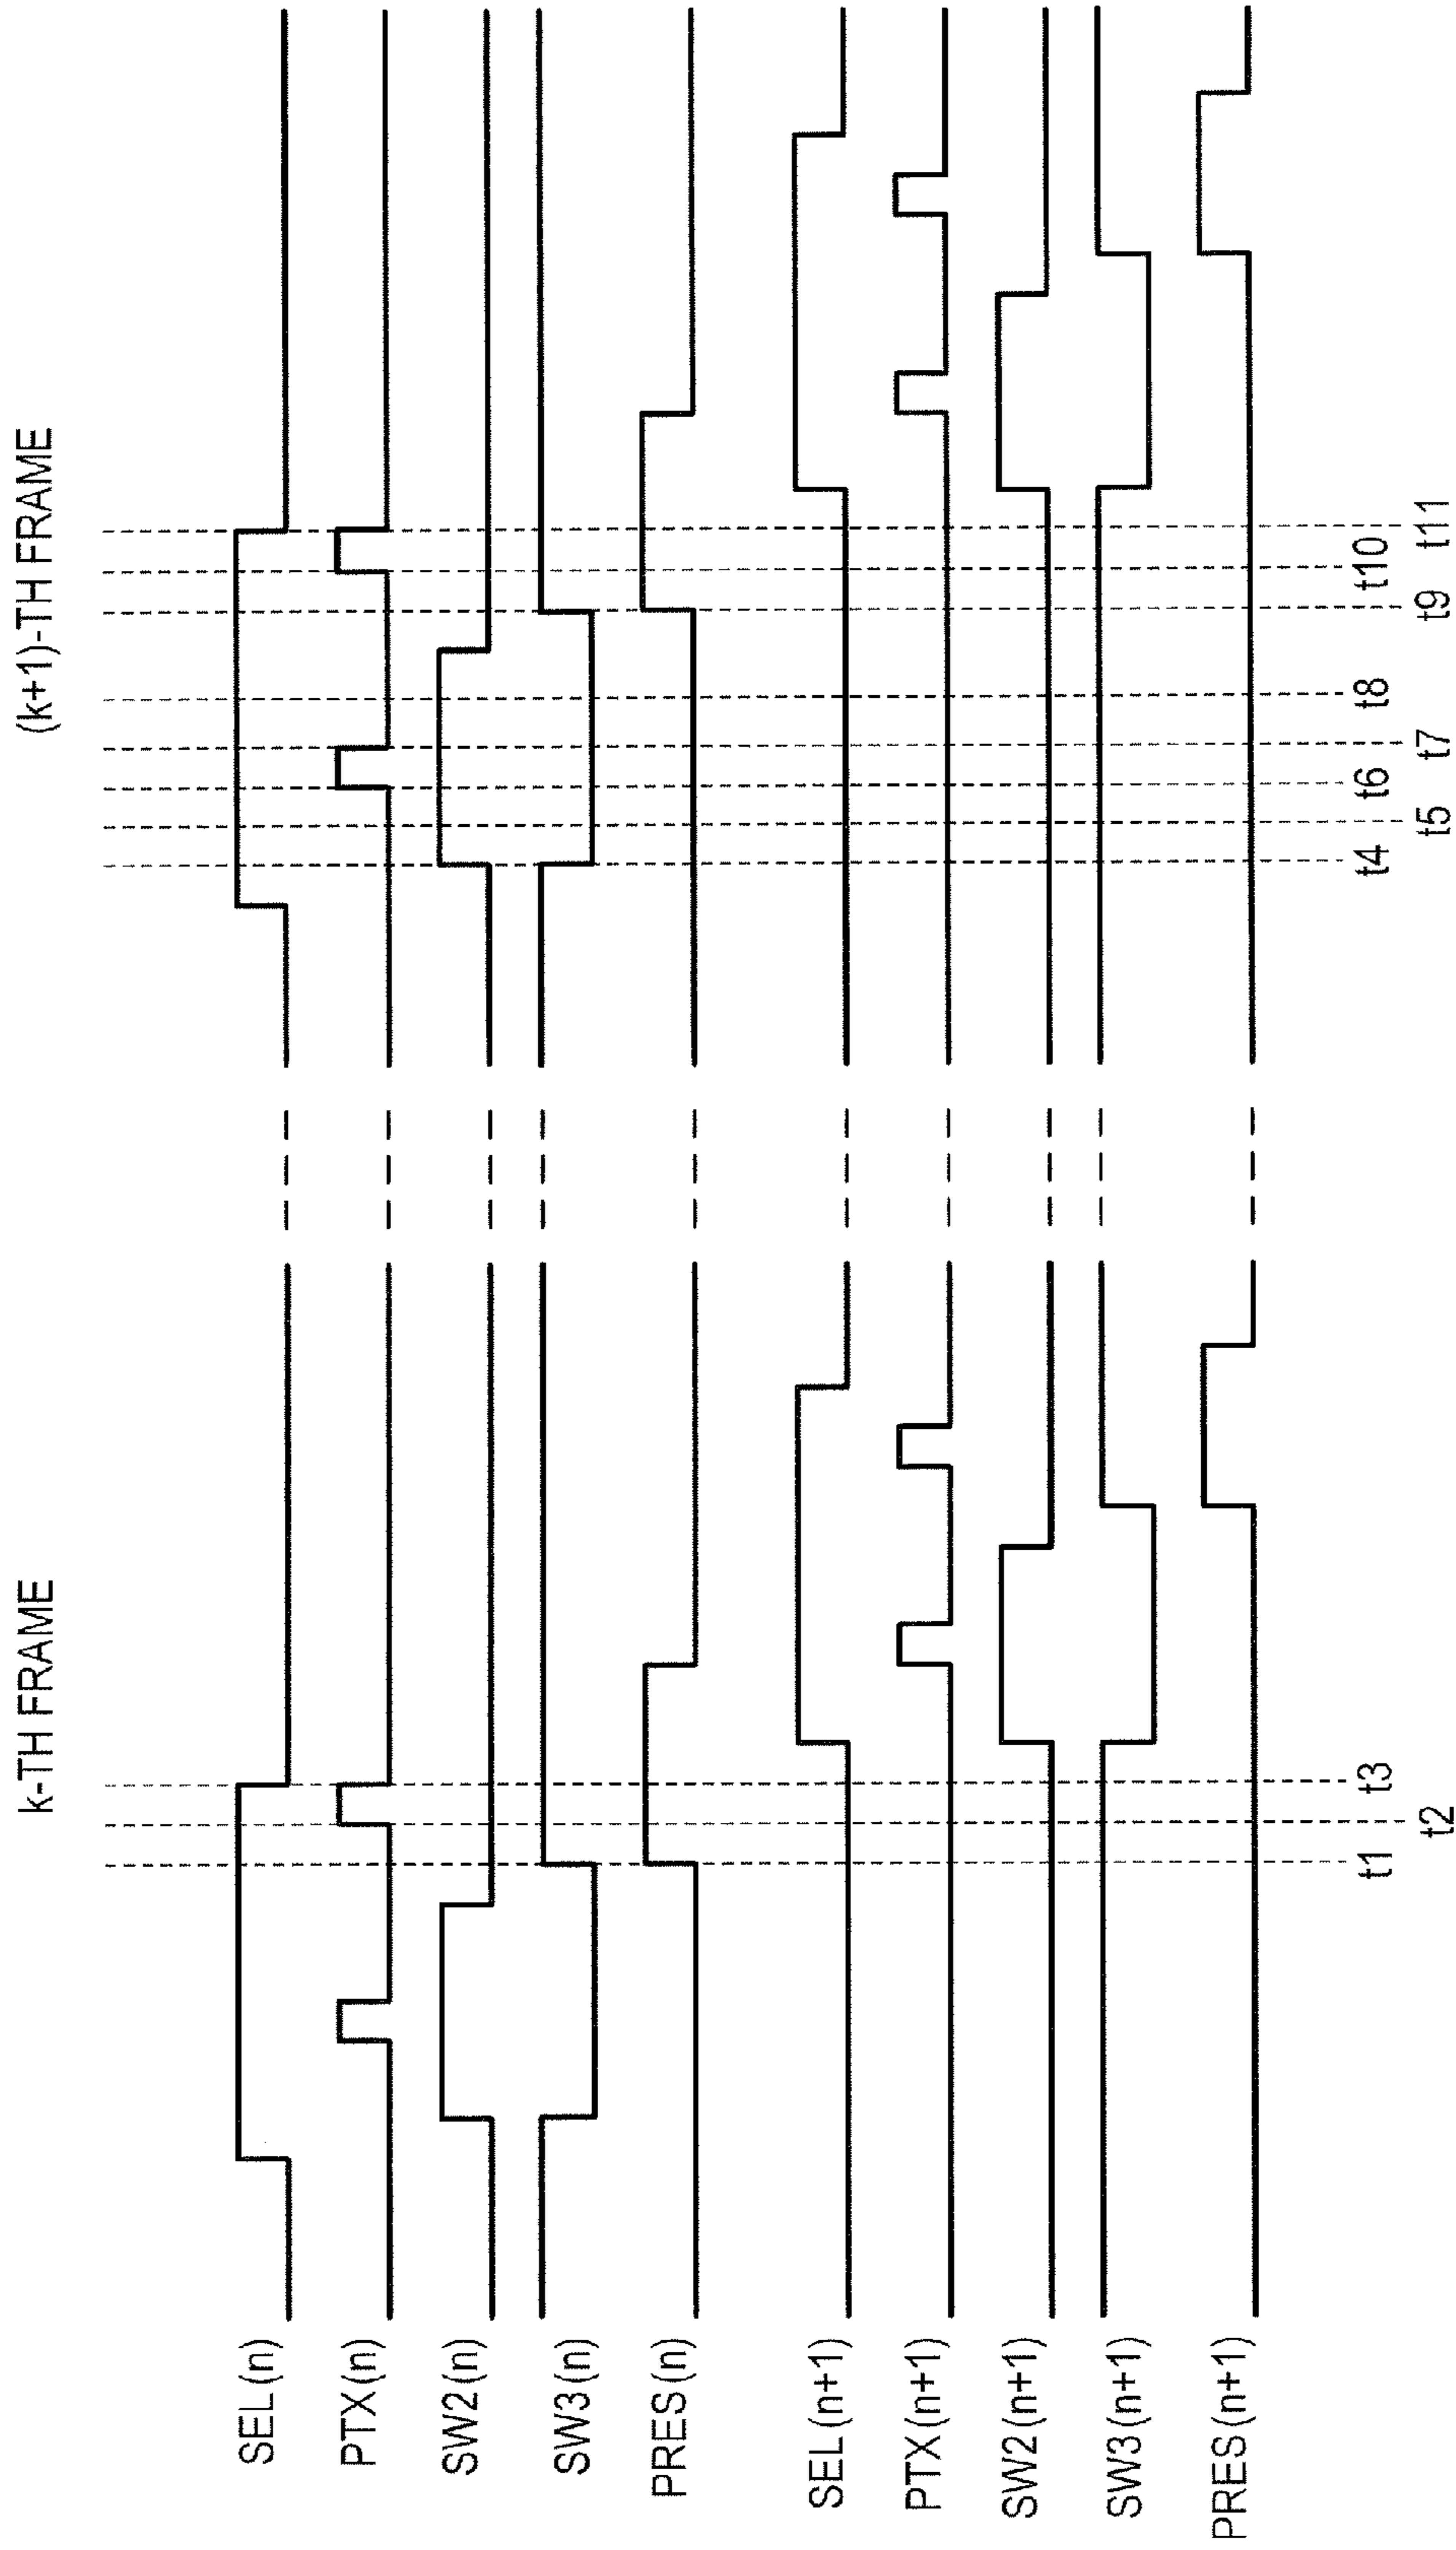 k-TH FRAME
(k+1)-TH FRAME
SEL(n)
PTX(n)
SW2(n)
SW3(n)
PRES(n)
SEL(n+1)
PTX(n+1)
SW2(n+1)
SW3(n+1)
PRES(n+1)
t1
t2
t3
t4
t5
t6
t7
t8
t9
t10
t11